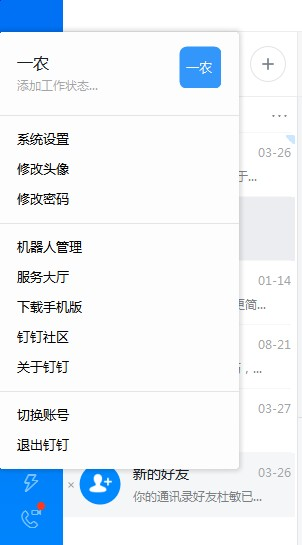 一农
一农
添加工作状态...
03-26
于...
系统设置
修改头像
修改密码
机器人管理
01-14
服务大厅
更简...
下载手机版
钉钉社区
08-21
关于钉钉
，...
切换账号
03-27
退出钉钉
新的好友
03-26
你的通讯录好友杜敏已...